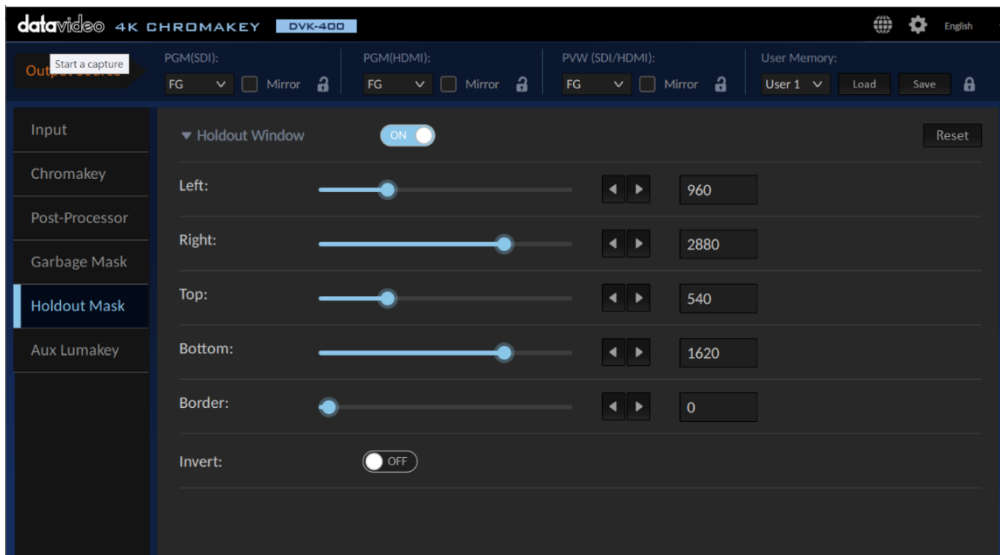 datavideo 4K CHROMAKEY DVK-400 English
Start a capture
PGM(SDI): PGM(HDMI): PVW (SDI/HDMI): User Memory:
FG Mirror FG Mirror FG Mirror User 1 Load Save
Input
Chromakey
Post-Processor
Garbage Mask
Holdout Mask
Aux Lumakey
Holdout Window ON Reset
Left: 960
Right: 2880
Top: 540
Bottom: 1620
Border: 0
Invert: OFF